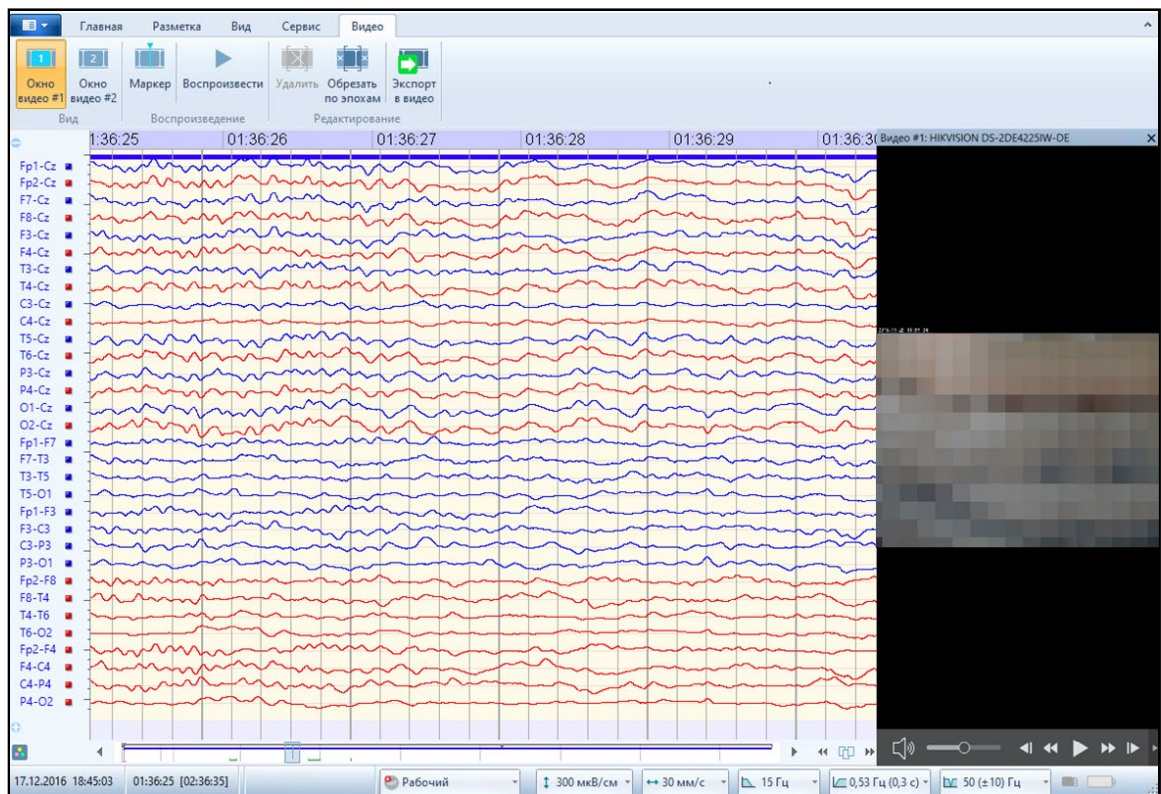 Главная Разметка Вид Сервис Видео
1 2
Окно видео #1 Окно видео #2 Маркер Воспроизвести Удалить Обрезать по эпохам Экспорт в видео
Вид Воспроизведение Редактирование
1:36:25 01:36:26 01:36:27 01:36:28 01:36:29 01:36:30 Видео #1: HIKVISION DS-2DE4225IW-DE
Fp1-Cz
Fp2-Cz
F7-Cz
F8-Cz
F3-Cz
F4-Cz
T3-Cz
T4-Cz
C3-Cz
C4-Cz
T5-Cz
T6-Cz
P3-Cz
P4-Cz
O1-Cz
O2-Cz
Fp1-F7
F7-T3
T3-T5
T5-O1
Fp1-F3
F3-C3
C3-P3
P3-O1
Fp2-F8
F8-T4
T4-T6
T6-O2
Fp2-F4
F4-C4
C4-P4
P4-O2
17.12.2016 18:45:03 01:36:25 [02:36:35] Рабочий 300 мкВ/см 30 мм/с 15 Гц 0,53 Гц (0,3 с) 50 (±10) Гц